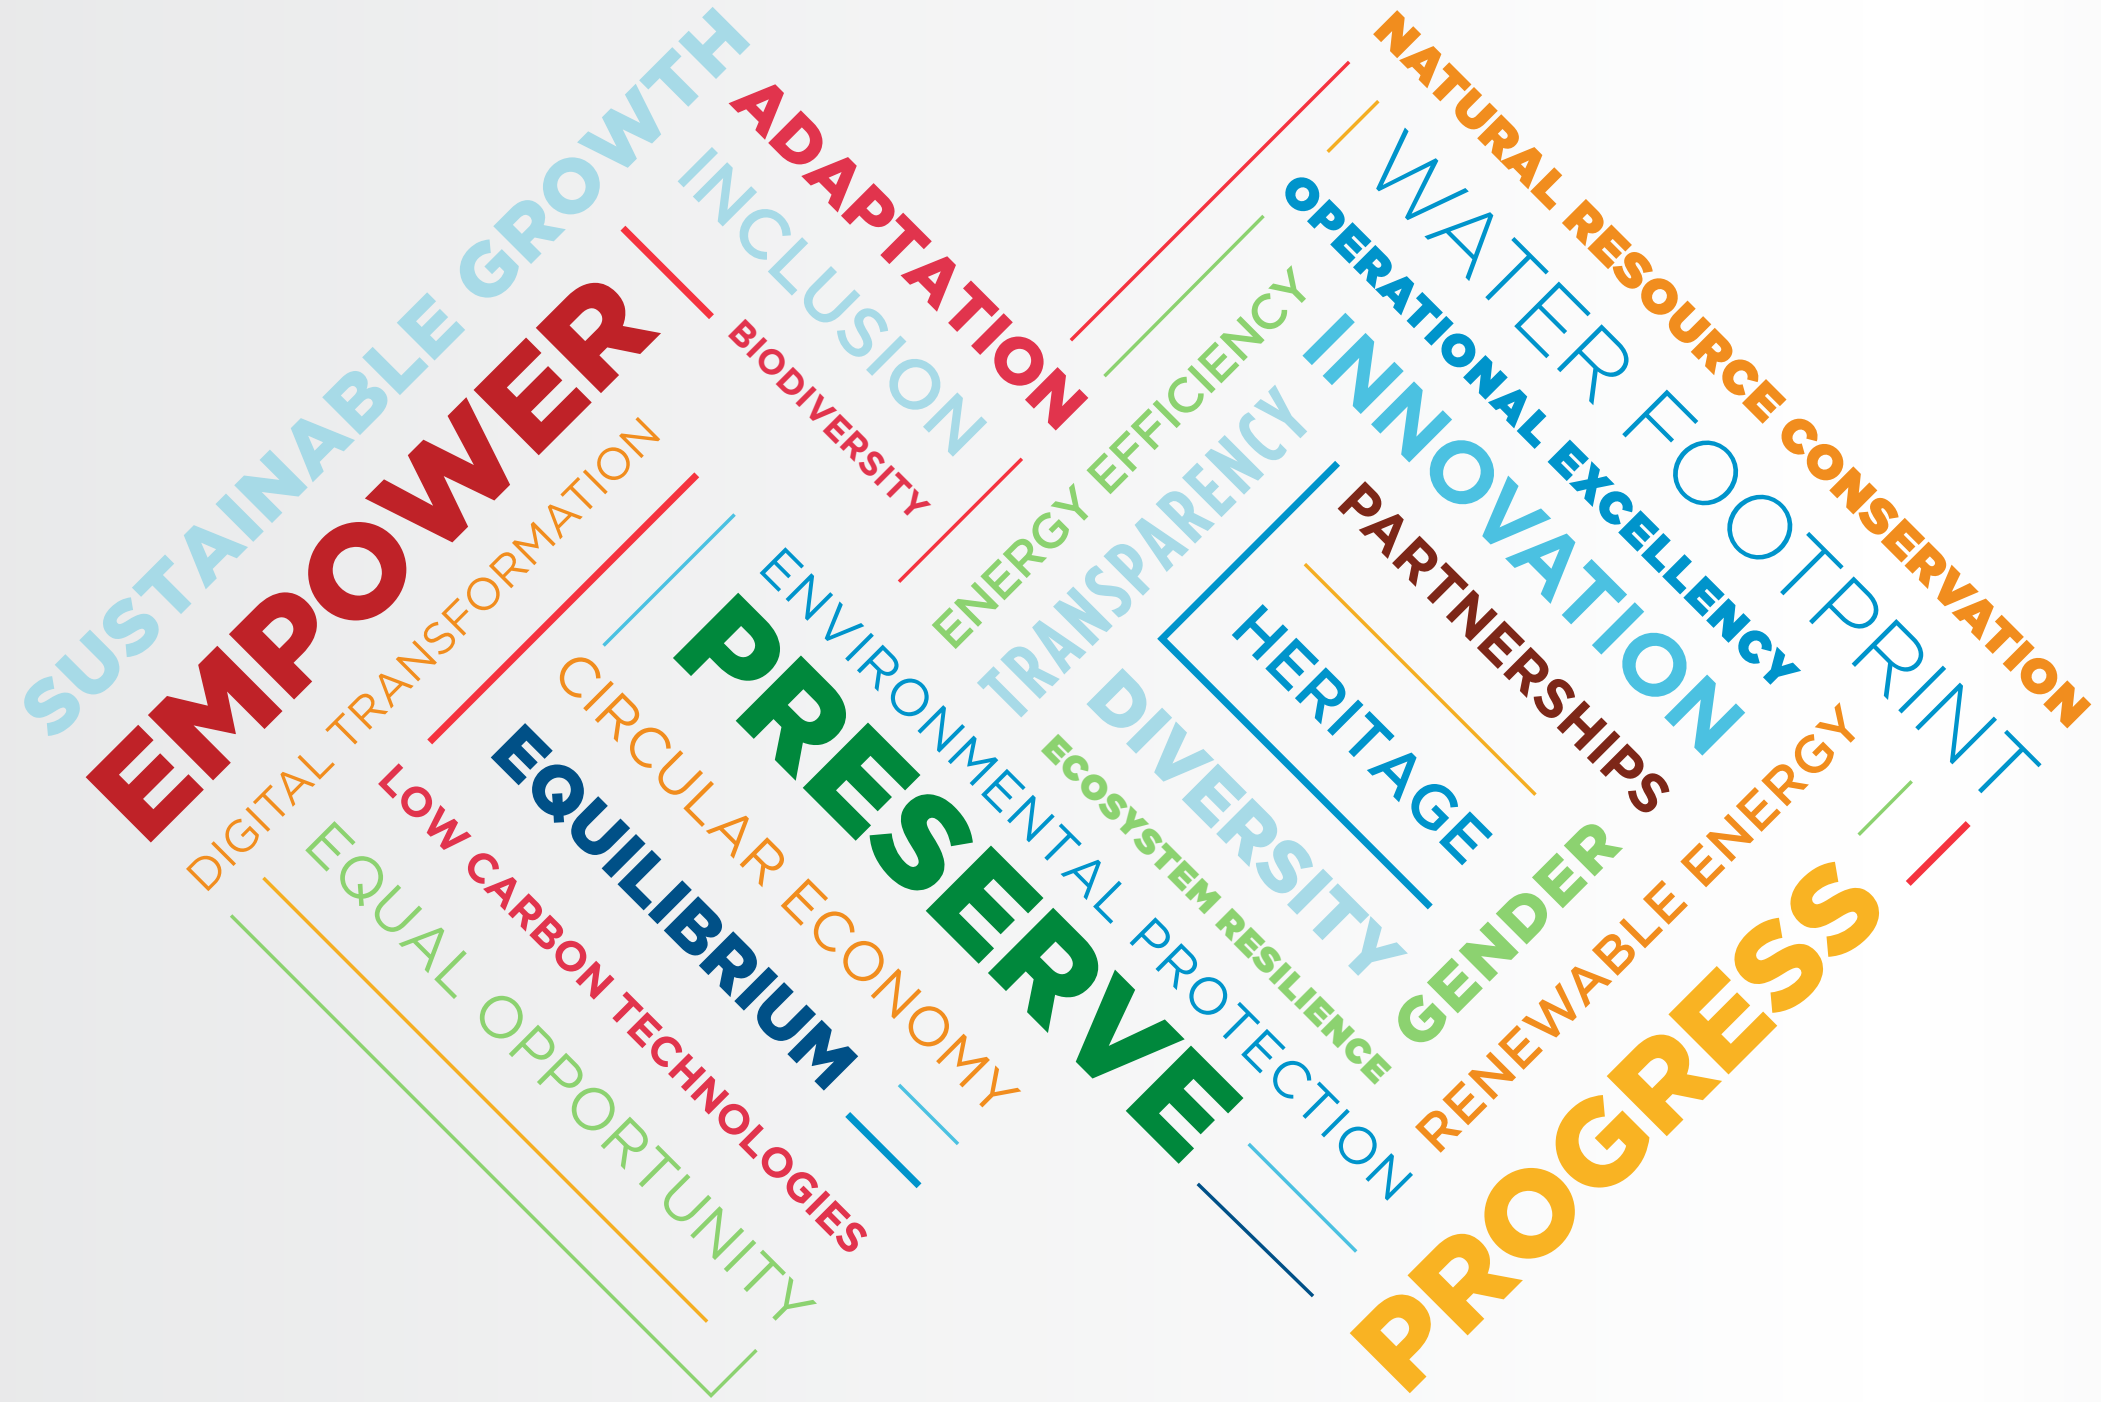 SUSTAINABLE GROWTH
EMPOWER
DIGITAL TRANSFORMATION
ADAPTATION
INCLUSION
BIODIVERSITY
EQUAL OPPORTUNITY
LOW CARBON TECHNOLOGIES
EQUILIBRIUM
CIRCULAR ECONOMY
PRESERVE
ENVIRONMENTAL PROTECTION
ENERGY EFFICIENCY
TRANSPARENCY
DIVERSITY
ECOSYSTEM RESILIENCE
NATURAL RESOURCE CONSERVATION
WATER FOOTPRINT
OPERATIONAL EXCELLENCY
INNOVATION
PARTNERSHIPS
HERITAGE
GENDER
RENEWABLE ENERGY
PROGRESS